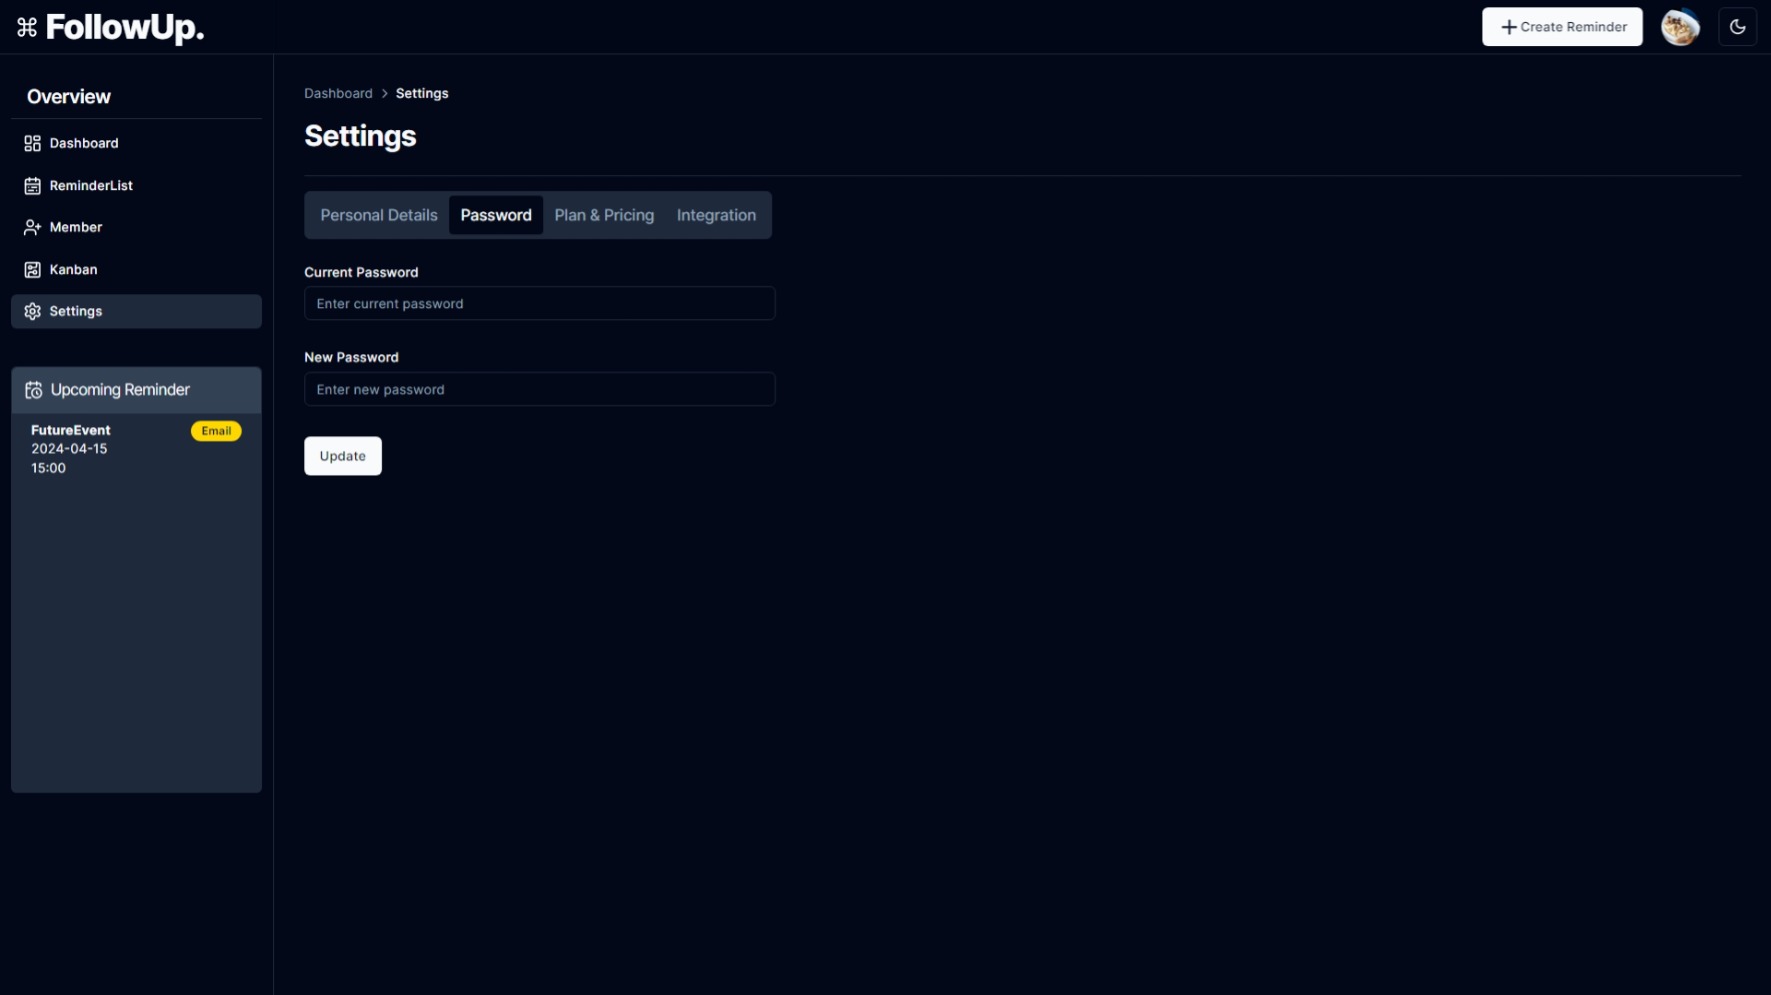 ⌘ FollowUp.
Create Reminder
Overview
Dashboard
ReminderList
Member
Kanban
Settings
Upcoming Reminder
FutureEvent
Email
2024-04-15
15:00
Dashboard > Settings
Settings
Personal Details Password Plan & Pricing Integration
Current Password
Enter current password
New Password
Enter new password
Update